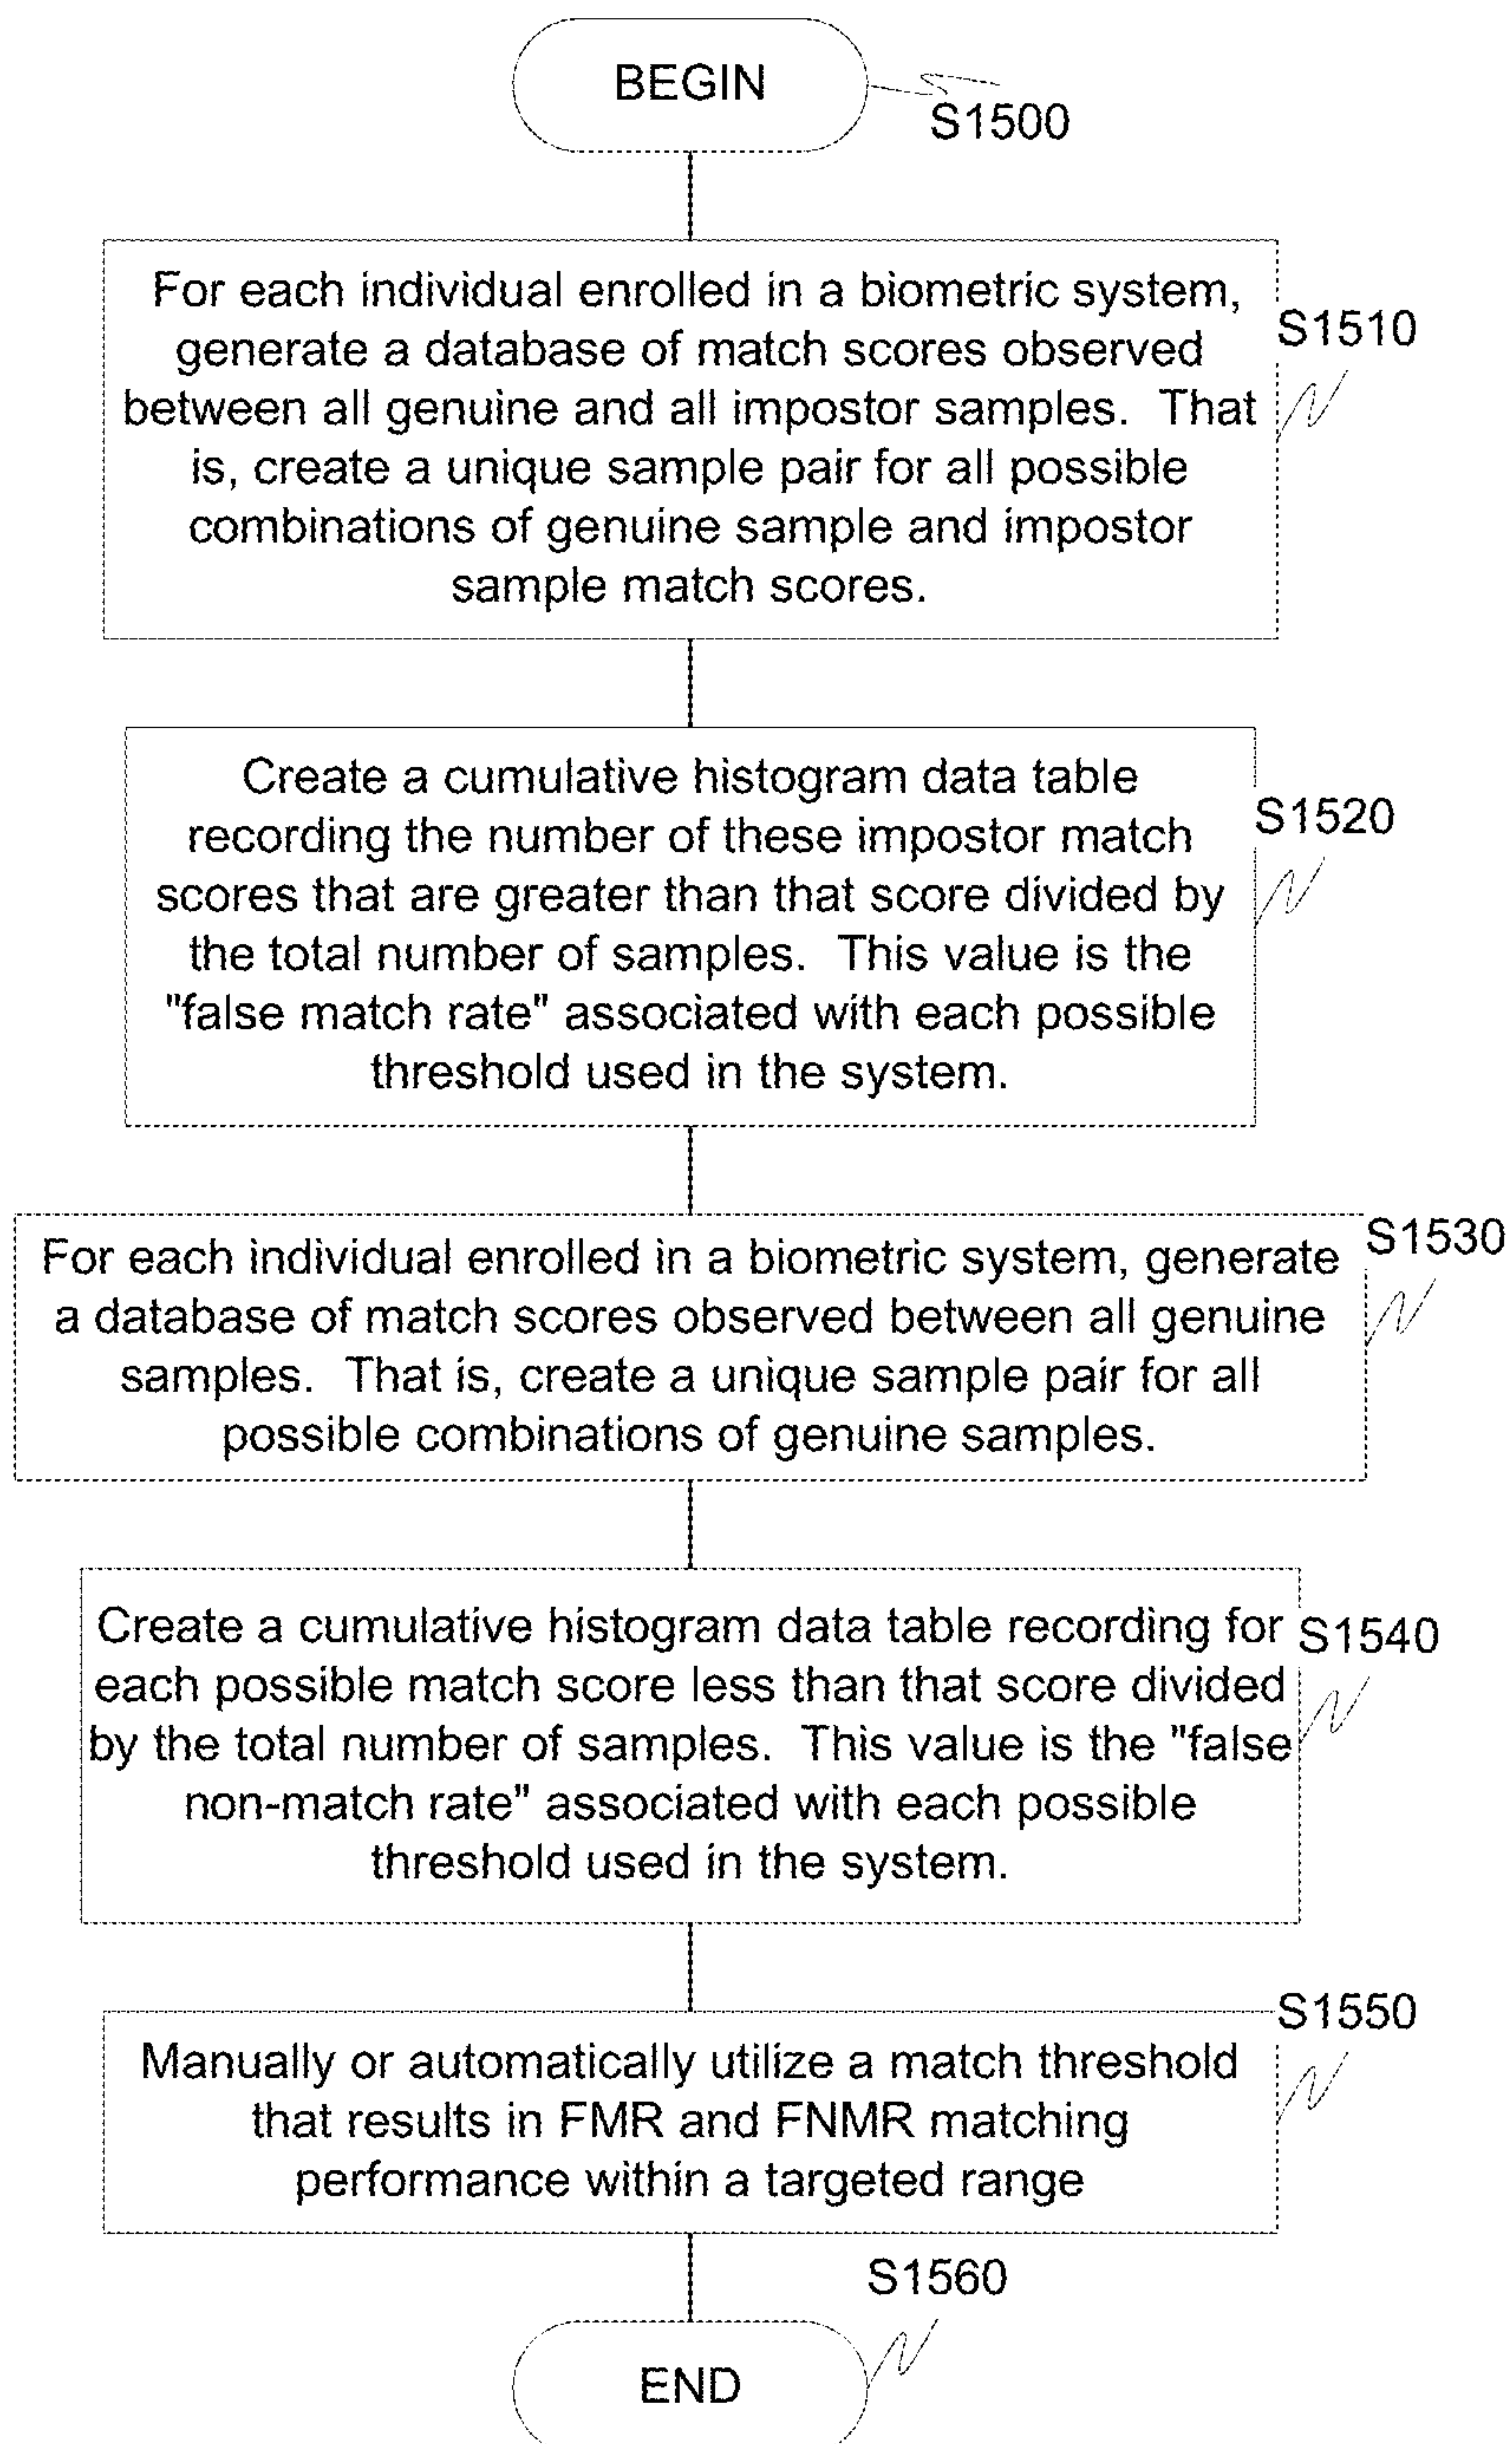 BEGIN
S1500
For each individual enrolled in a biometric system,
generate a database of match scores observed
between all genuine and all impostor samples.  That
is, create a unique sample pair for all possible
combinations of genuine sample and impostor
sample match scores.
S1510
Create a cumulative histogram data table
recording the number of these impostor match
scores that are greater than that score divided by
the total number of samples.  This value is the
"false match rate" associated with each possible
threshold used in the system.
S1520
For each individual enrolled in a biometric system, generate
a database of match scores observed between all genuine
samples.  That is, create a unique sample pair for all
possible combinations of genuine samples.
S1530
Create a cumulative histogram data table recording for
each possible match score less than that score divided
by the total number of samples.  This value is the "false
non-match rate" associated with each possible
threshold used in the system.
S1540
Manually or automatically utilize a match threshold
that results in FMR and FNMR matching
performance within a targeted range
S1550
S1560
END